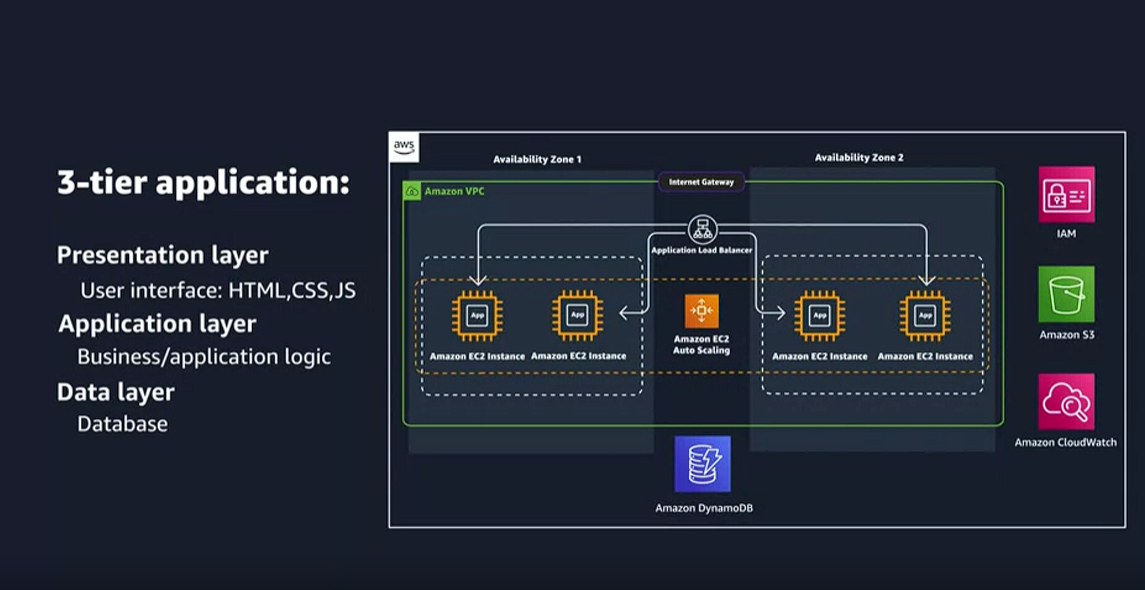 3-tier application:
Presentation layer
User interface: HTML,CSS,JS
Application layer
Business/application logic
Data layer
Database
aws
Availability Zone 1
Availability Zone 2
Amazon VPC
Internet Gateway
Application Load Balancer
App
App
App
App
Amazon EC2 Instance
Amazon EC2 Instance
Amazon EC2
Auto Scaling
Amazon EC2 Instance
Amazon EC2 Instance
Amazon DynamoDB
IAM
Amazon S3
Amazon CloudWatch